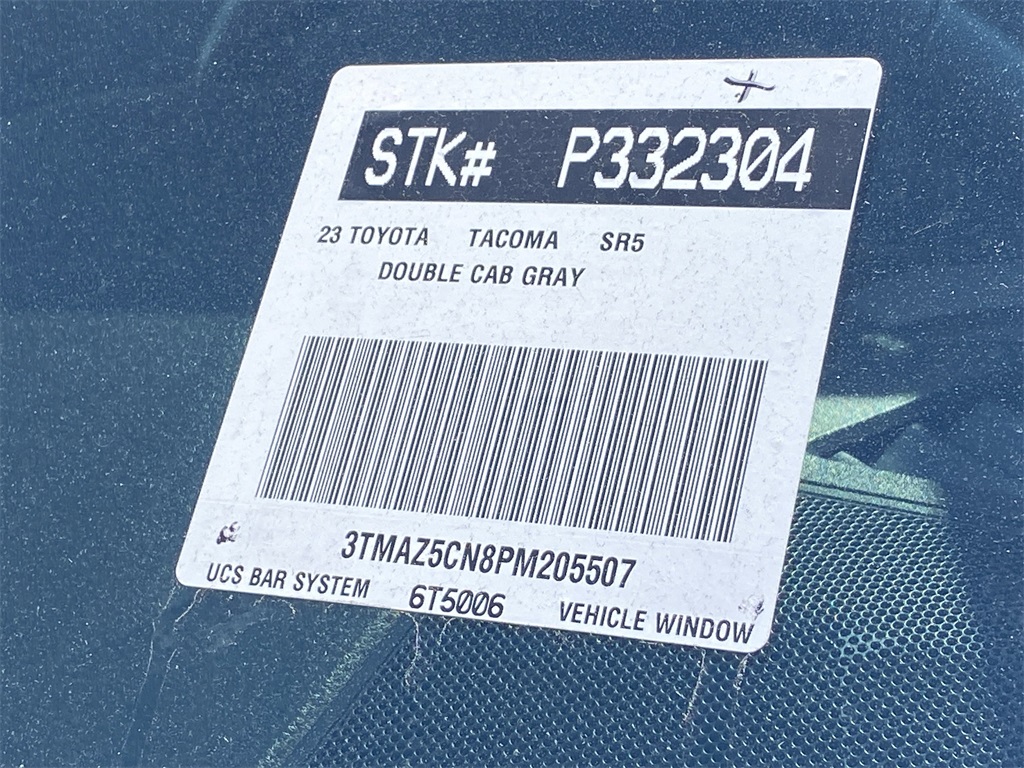 STK# P332304
23 TOYOTA TACOMA SR5
DOUBLE CAB GRAY
3TMAZ5CN8PM205507
UCS BAR SYSTEM 6T5006 VEHICLE WINDOW